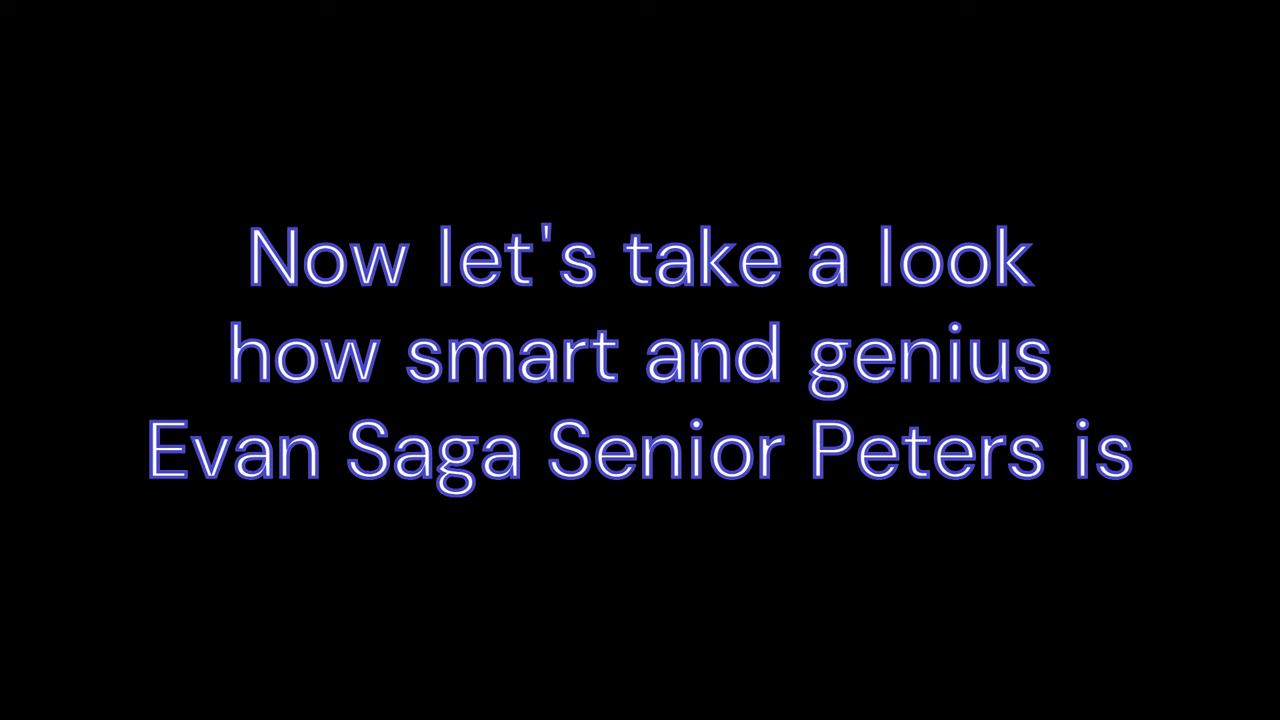 Now let's take a look
how smart and genius
Evan Saga Senior Peters is